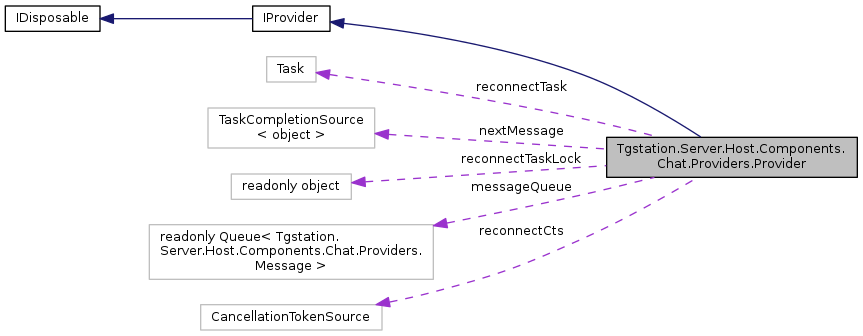 IDisposable
IProvider
Task
reconnectTask
TaskCompletionSource
< object >
nextMessage
Tgstation.Server.Host.Components.
Chat.Providers.Provider
reconnectTaskLock
readonly object
messageQueue
readonly Queue< Tgstation.
Server.Host.Components.Chat.Providers.
Message >
reconnectCts
CancellationTokenSource